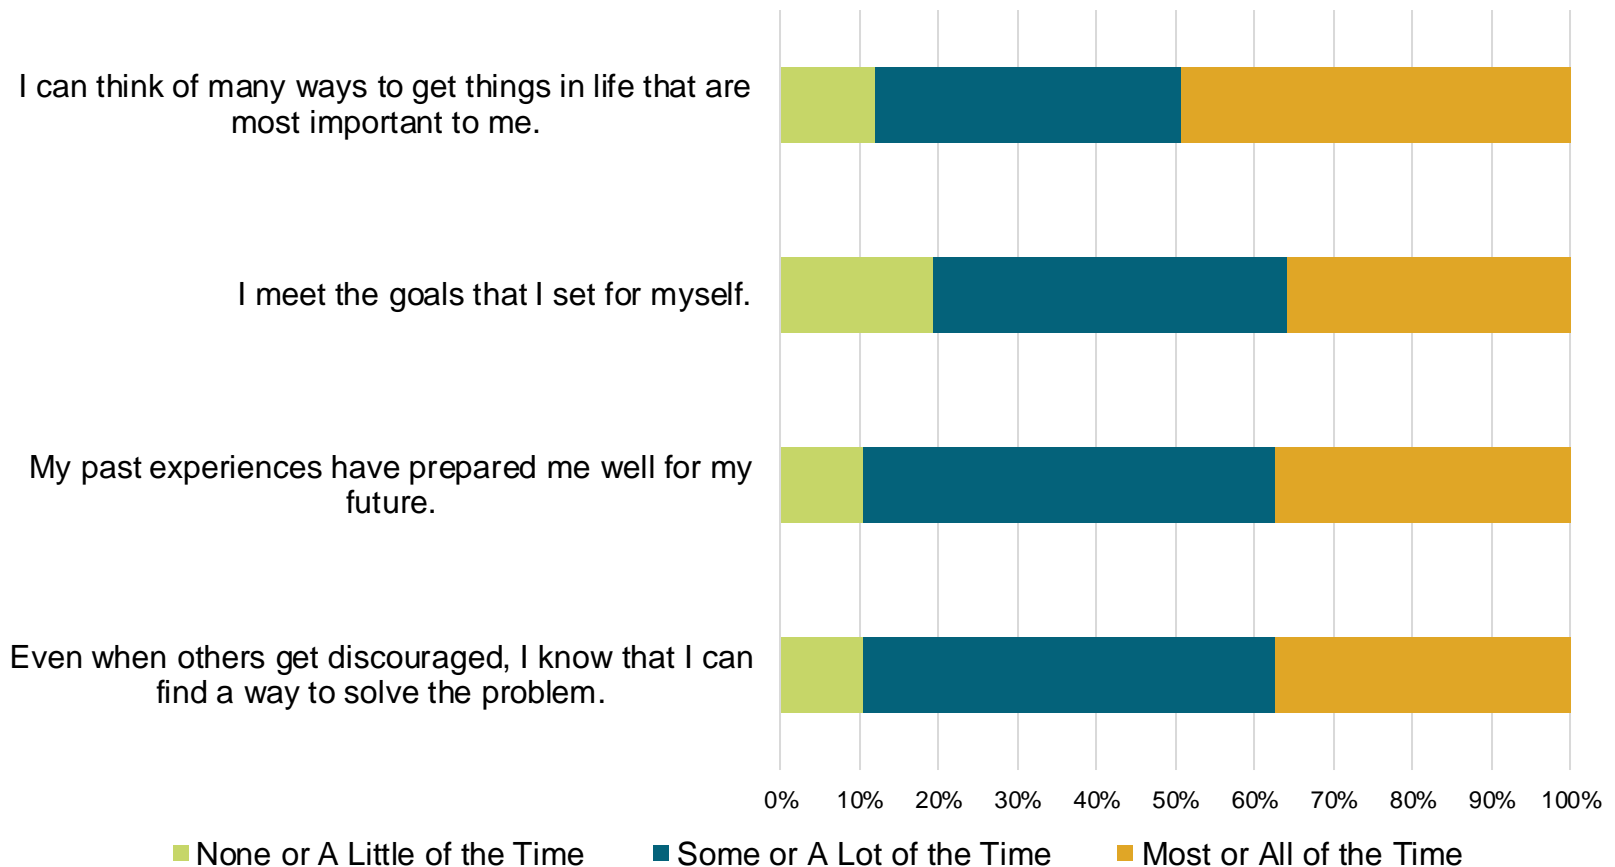 I can think of many ways to get things in life that are
most important to me.
I meet the goals that I set for myself.
My past experiences have prepared me well for my
future.
Even when others get discouraged, I know that I can
find a way to solve the problem.
0% 10% 20% 30% 40% 50% 60% 70% 80% 90% 100%
None or A Little of the Time Some or A Lot of the Time Most or All of the Time